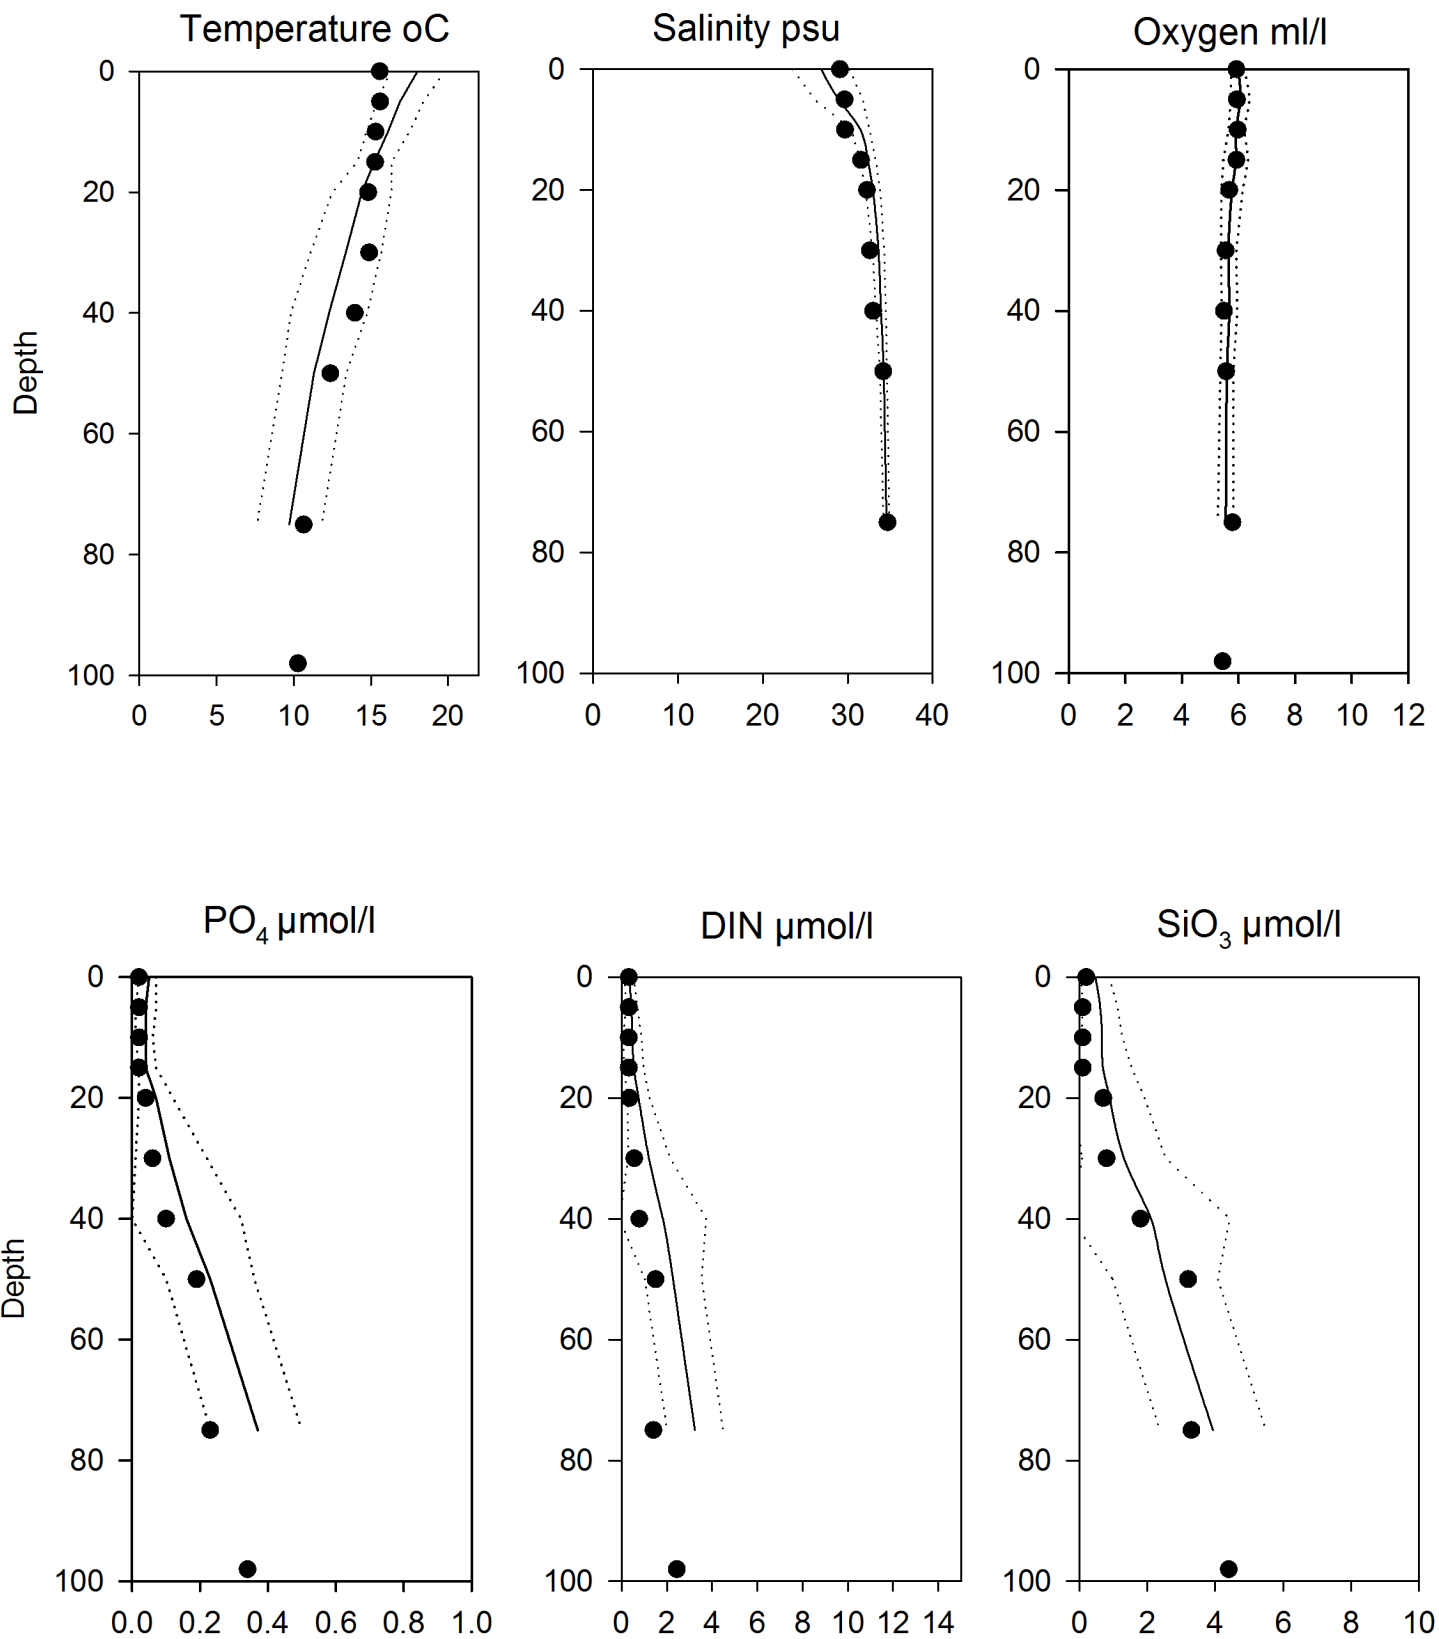 Temperature oC
Salinity psu
Oxygen ml/l
0
20
40
60
80
100
Depth
0 5 10 15 20
0
20
40
60
80
100
0 10 20 30 40
0
20
40
60
80
100
0 2 4 6 8 10 12
PO4 µmol/l
DIN µmol/l
SiO3 µmol/l
0
20
40
60
80
100
Depth
0.0 0.2 0.4 0.6 0.8 1.0
0
20
40
60
80
100
0 2 4 6 8 10 12 14
0
20
40
60
80
100
0 2 4 6 8 10